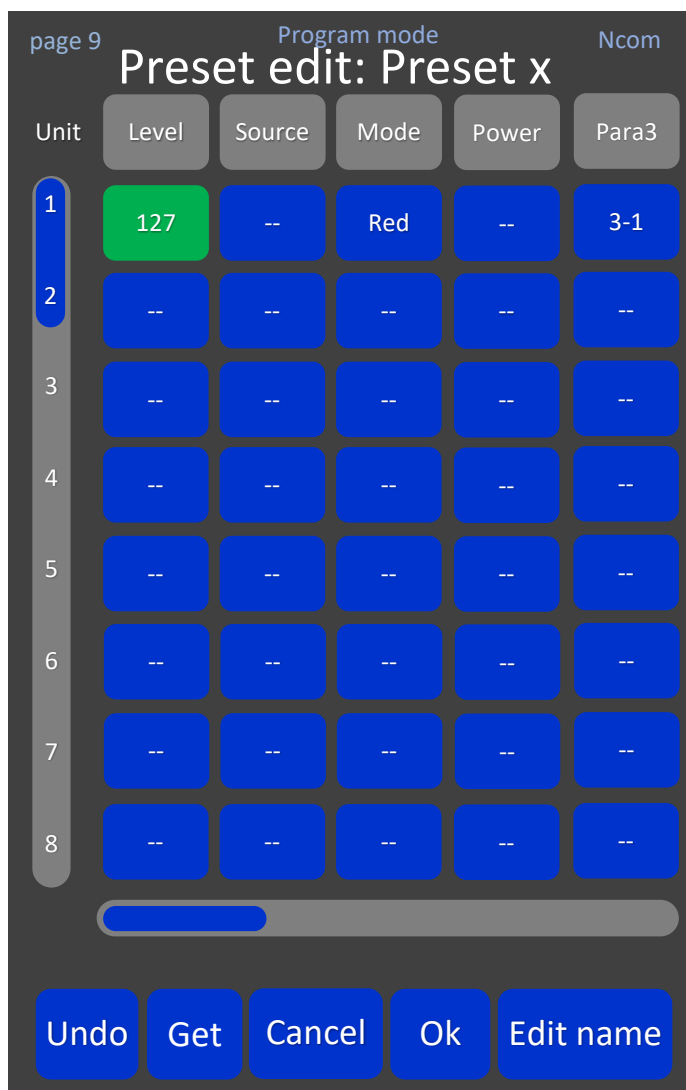 page 9 Program mode Ncom
Preset edit: Preset x
Unit Level Source Mode Power Para3
1 127 -- Red -- 3-1
2 -- -- -- -- --
3 -- -- -- -- --
4 -- -- -- -- --
5 -- -- -- -- --
6 -- -- -- -- --
7 -- -- -- -- --
8 -- -- -- -- --
Undo Get Cancel Ok Edit name